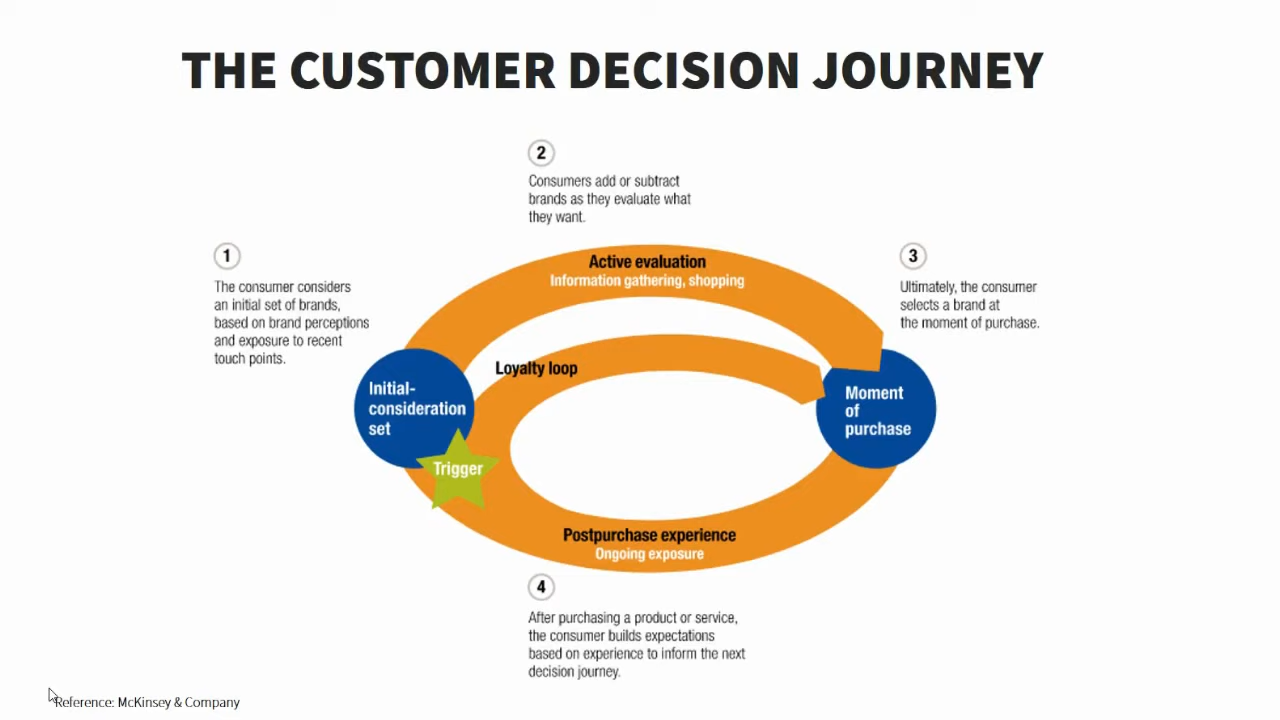 THE CUSTOMER DECISION JOURNEY
2
Consumers add or subtract
brands as they evaluate what
they want.
1
The consumer considers
an initial set of brands,
based on brand perceptions
and exposure to recent
touch points.
Active evaluation
Information gathering, shopping
3
Ultimately, the consumer
selects a brand at
the moment of purchase.
Loyalty loop
Initial-
consideration
set
Moment
of
purchase
Trigger
Postpurchase experience
Ongoing exposure
4
After purchasing a product or service,
the consumer builds expectations
based on experience to inform the next
decision journey.
Reference: McKinsey & Company